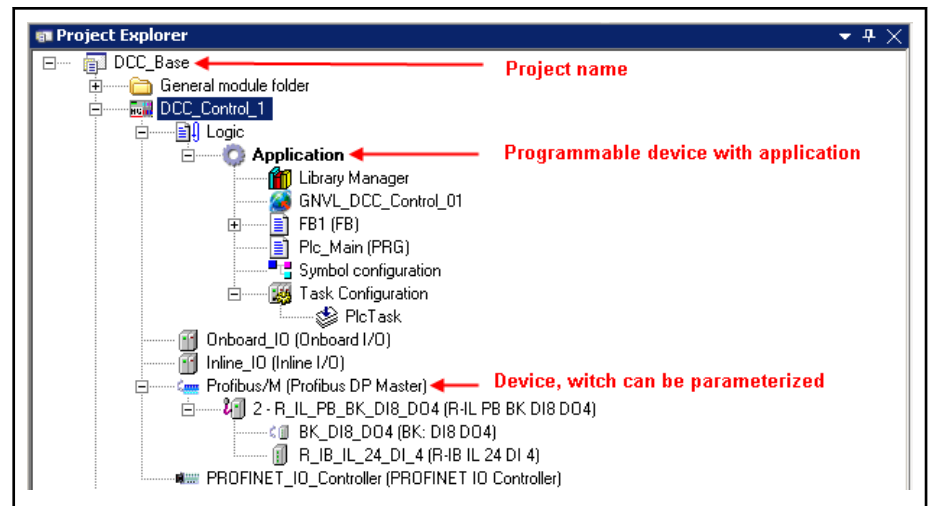 Project Explorer
DCC_Base
Project name
General module folder
DCC_Control_1
Logic
Application
Programmable device with application
Library Manager
GNVL_DCC_Control_01
FB1 (FB)
Plc_Main (PRG)
Symbol configuration
Task Configuration
PlcTask
Onboard_IO (Onboard I/O)
Inline_IO (Inline I/O)
Profibus/M (Profibus DP Master)
Device, witch can be parameterized
2 - R_IL_PB_BK_DI8_DO4 (R-IL PB BK DI8 DO4)
BK_DI8_DO4 (BK: DI8 DO4)
R_IB_IL_24_DI_4 (R-IB IL 24 DI 4)
PROFINET_IO_Controller (PROFINET IO Controller)